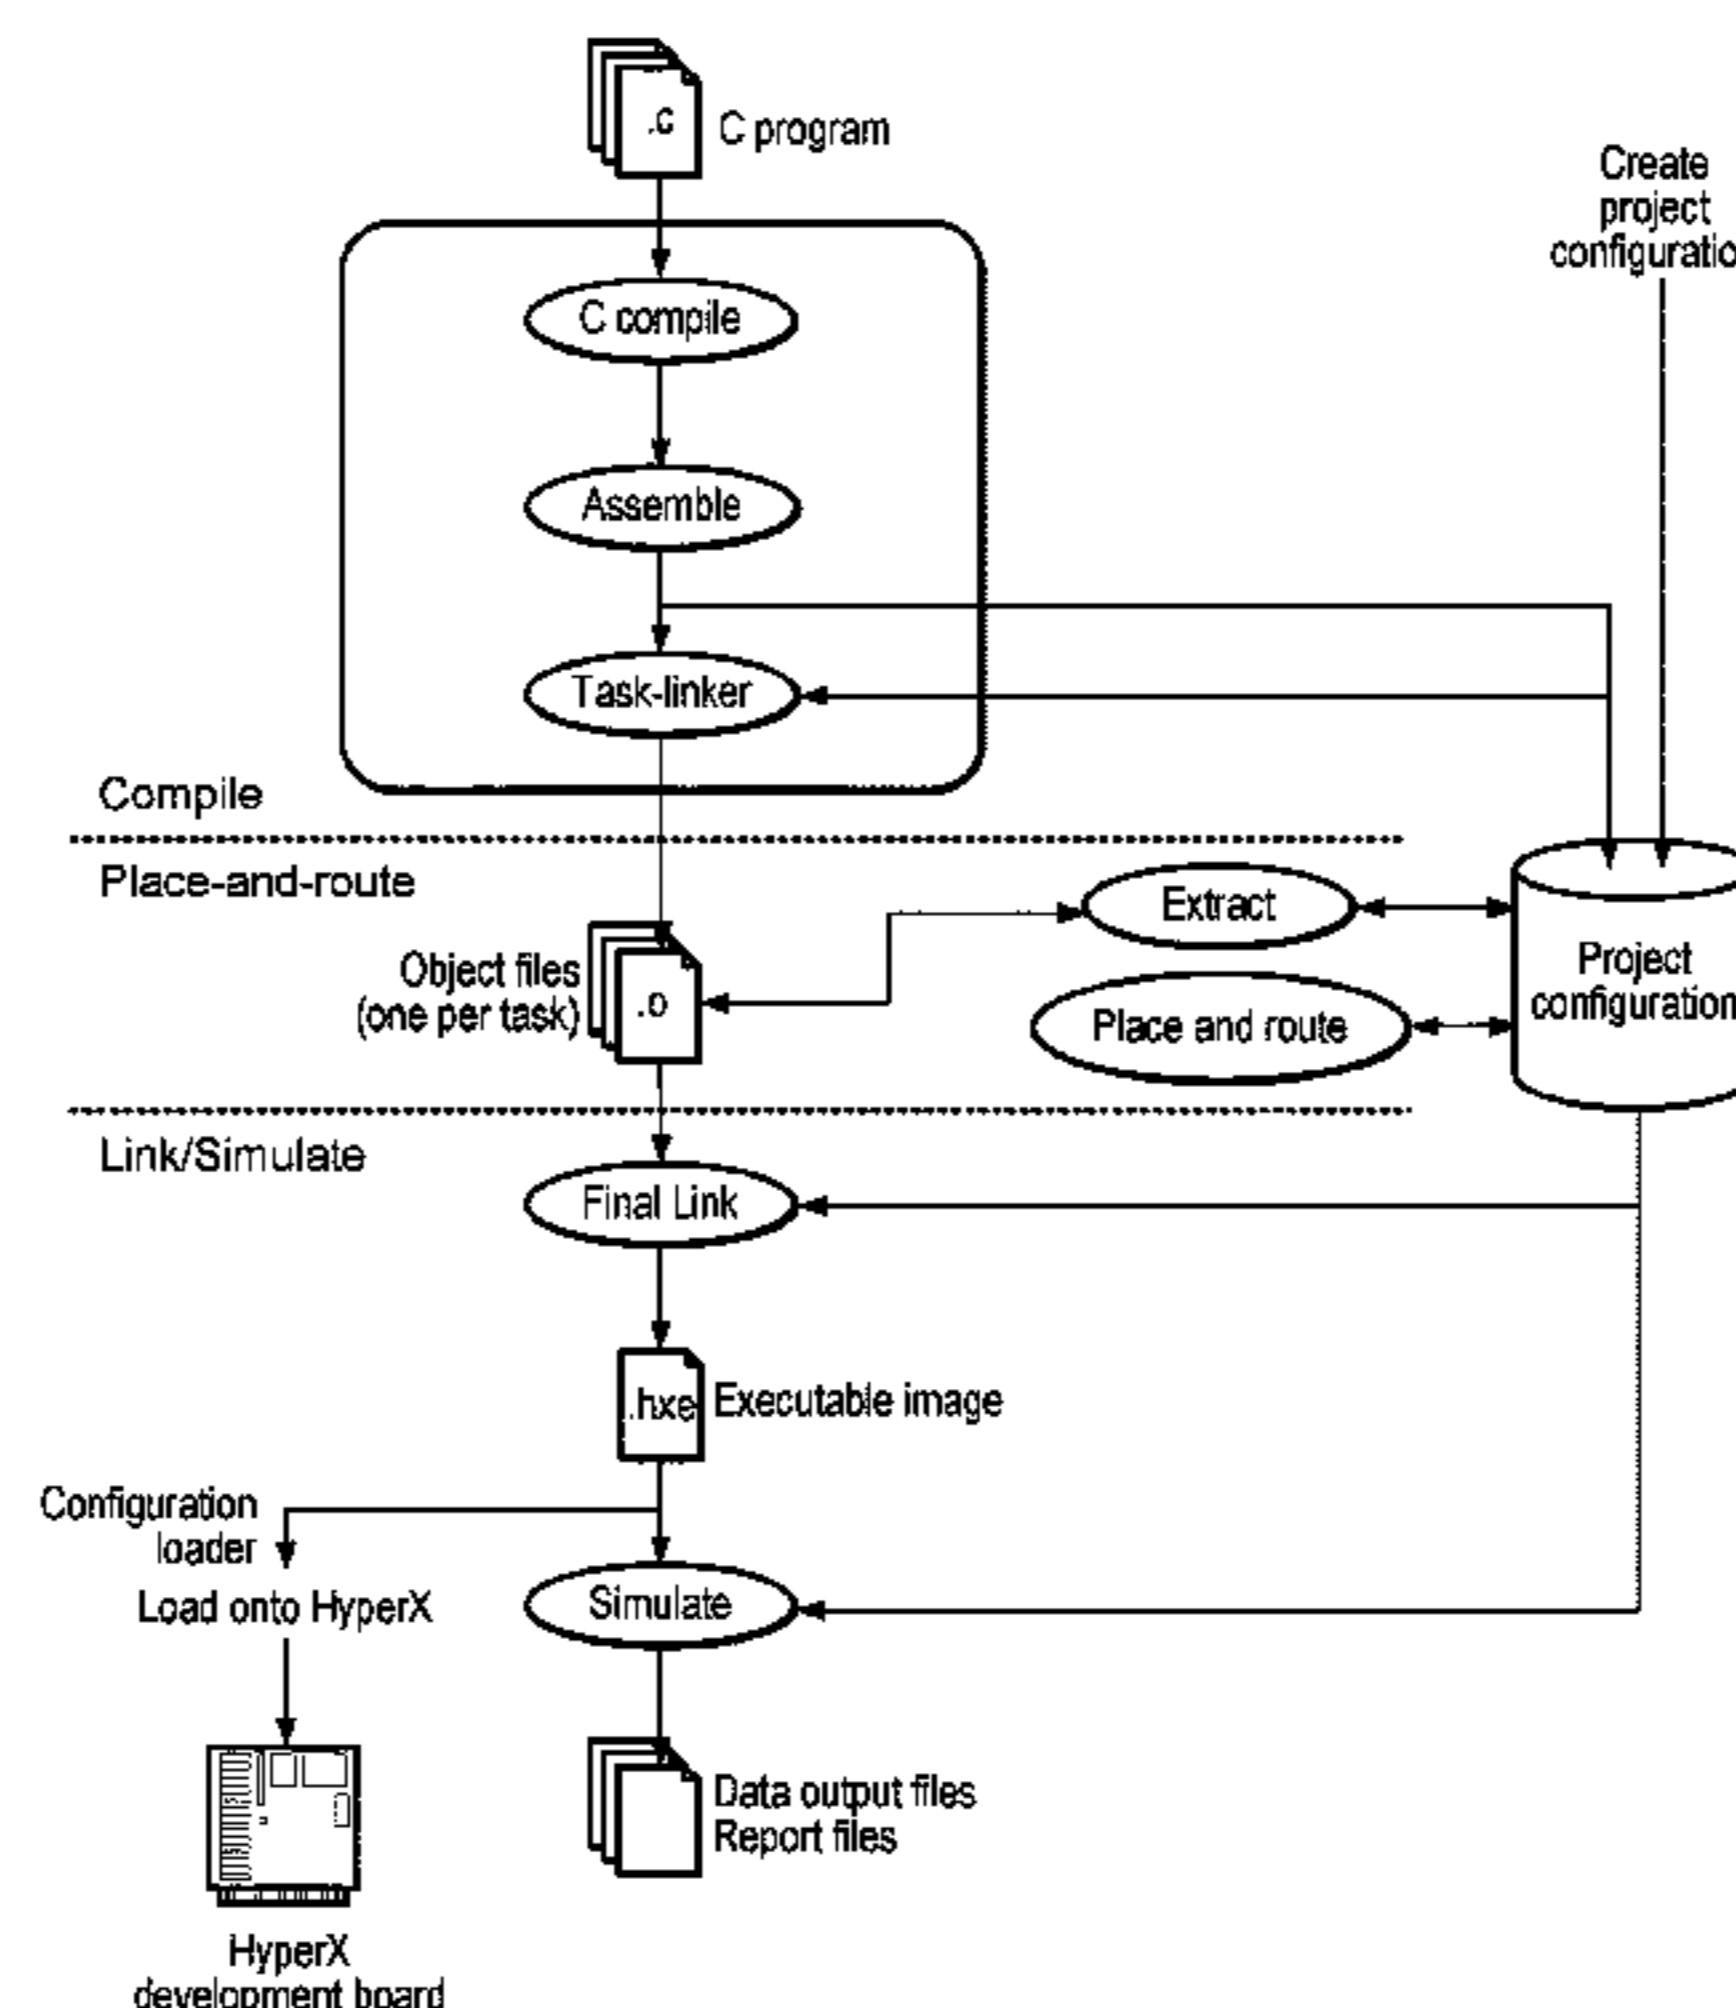 .c
C program
Create
project
configuratio
C compile
Assemble
Task-linker
Compile
Place-and-route
Extract
Object files
(one per task)
.o
Project
configuration
Place and route
Link/Simulate
Final Link
.hxe
Executable image
Configuration
loader
Load onto HyperX
Simulate
Data output files
Report files
HyperX
development board